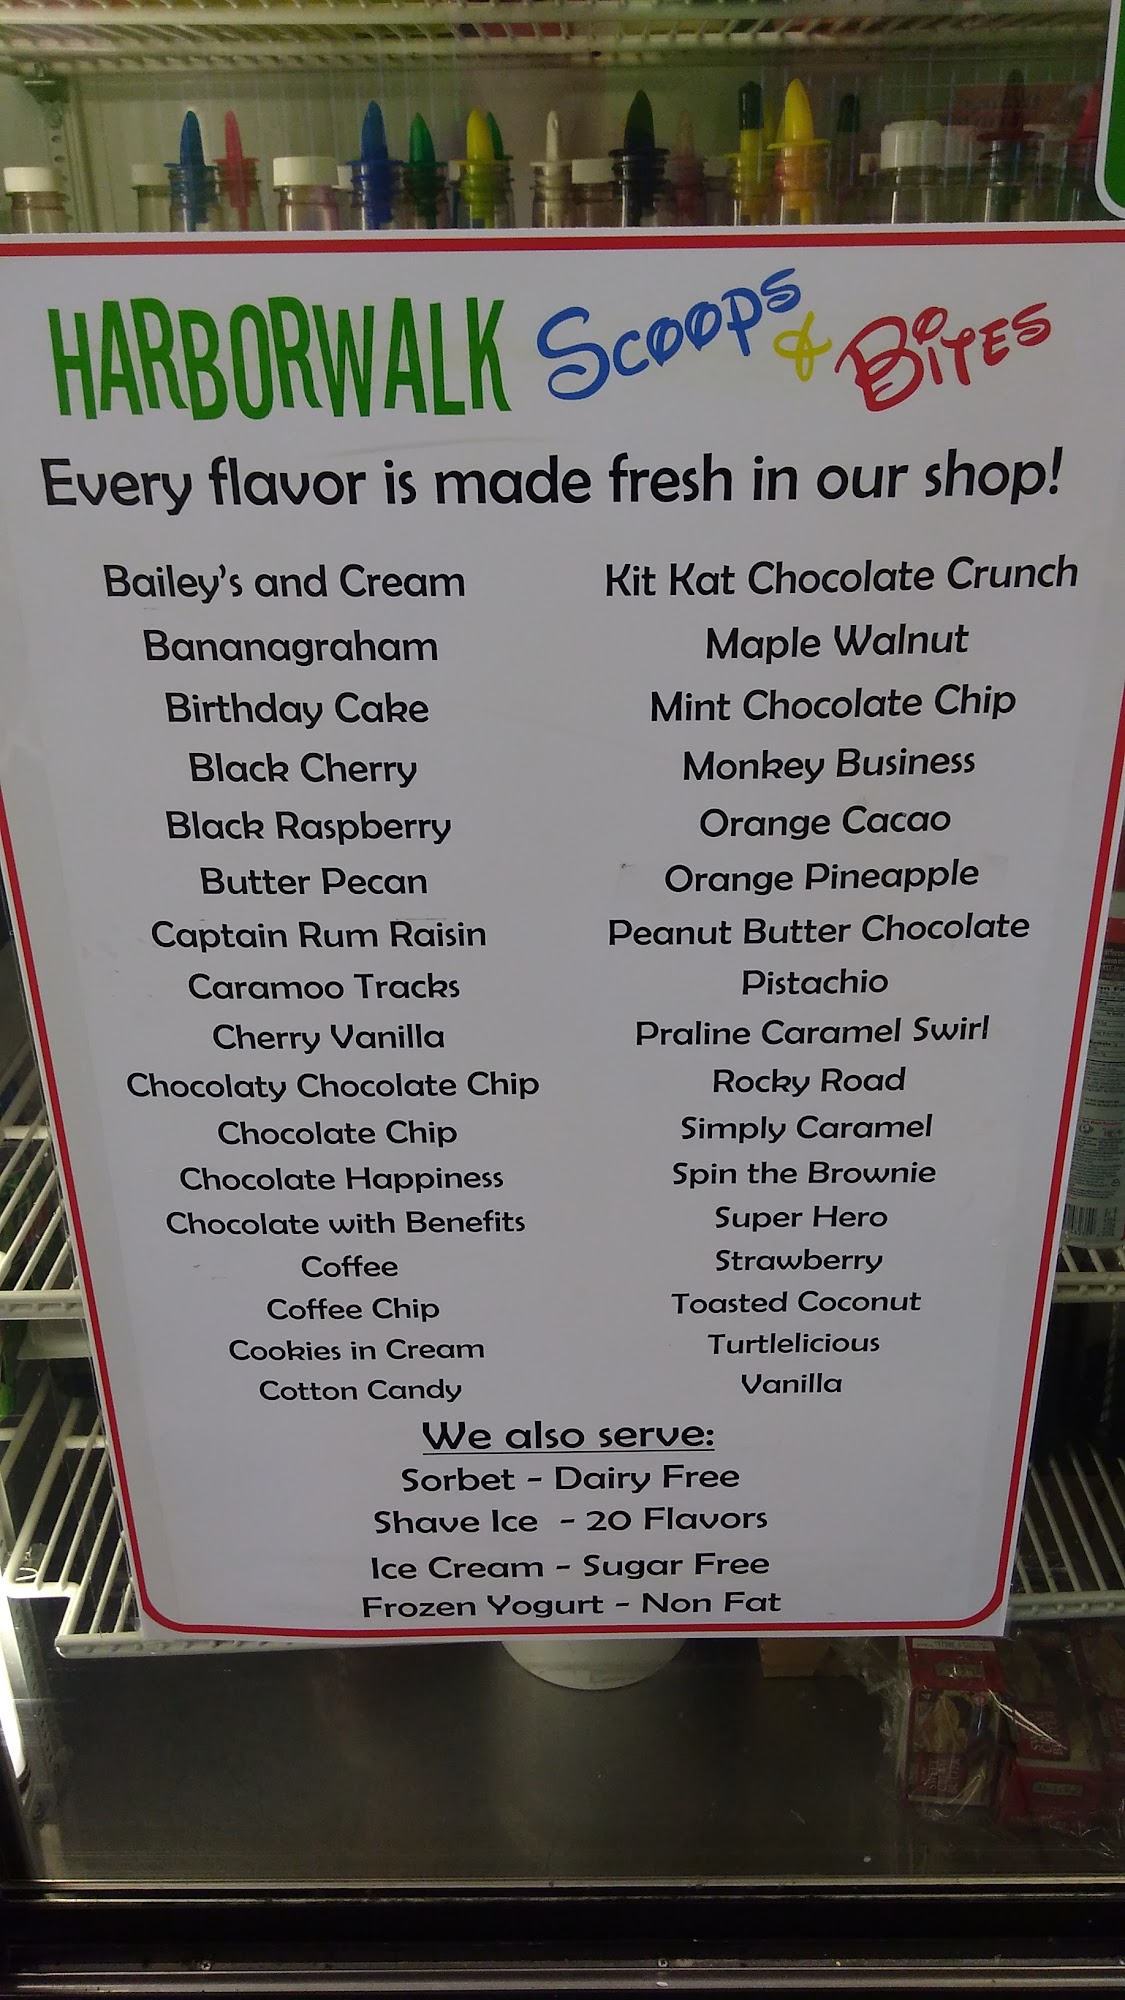 HARBORWALK Scoops & Bites
Every flavor is made fresh in our shop!
Bailey's and Cream
Bananagraham
Birthday Cake
Black Cherry
Black Raspberry
Butter Pecan
Captain Rum Raisin
Caramoo Tracks
Cherry Vanilla
Chocolaty Chocolate Chip
Chocolate Chip
Chocolate Happiness
Chocolate with Benefits
Coffee
Coffee Chip
Cookies in Cream
Cotton Candy
Kit Kat Chocolate Crunch
Maple Walnut
Mint Chocolate Chip
Monkey Business
Orange Cacao
Orange Pineapple
Peanut Butter Chocolate
Pistachio
Praline Caramel Swirl
Rocky Road
Simply Caramel
Spin the Brownie
Super Hero
Strawberry
Toasted Coconut
Turtlelicious
Vanilla
We also serve:
Sorbet - Dairy Free
Shave Ice - 20 Flavors
Ice Cream - Sugar Free
Frozen Yogurt - Non Fat